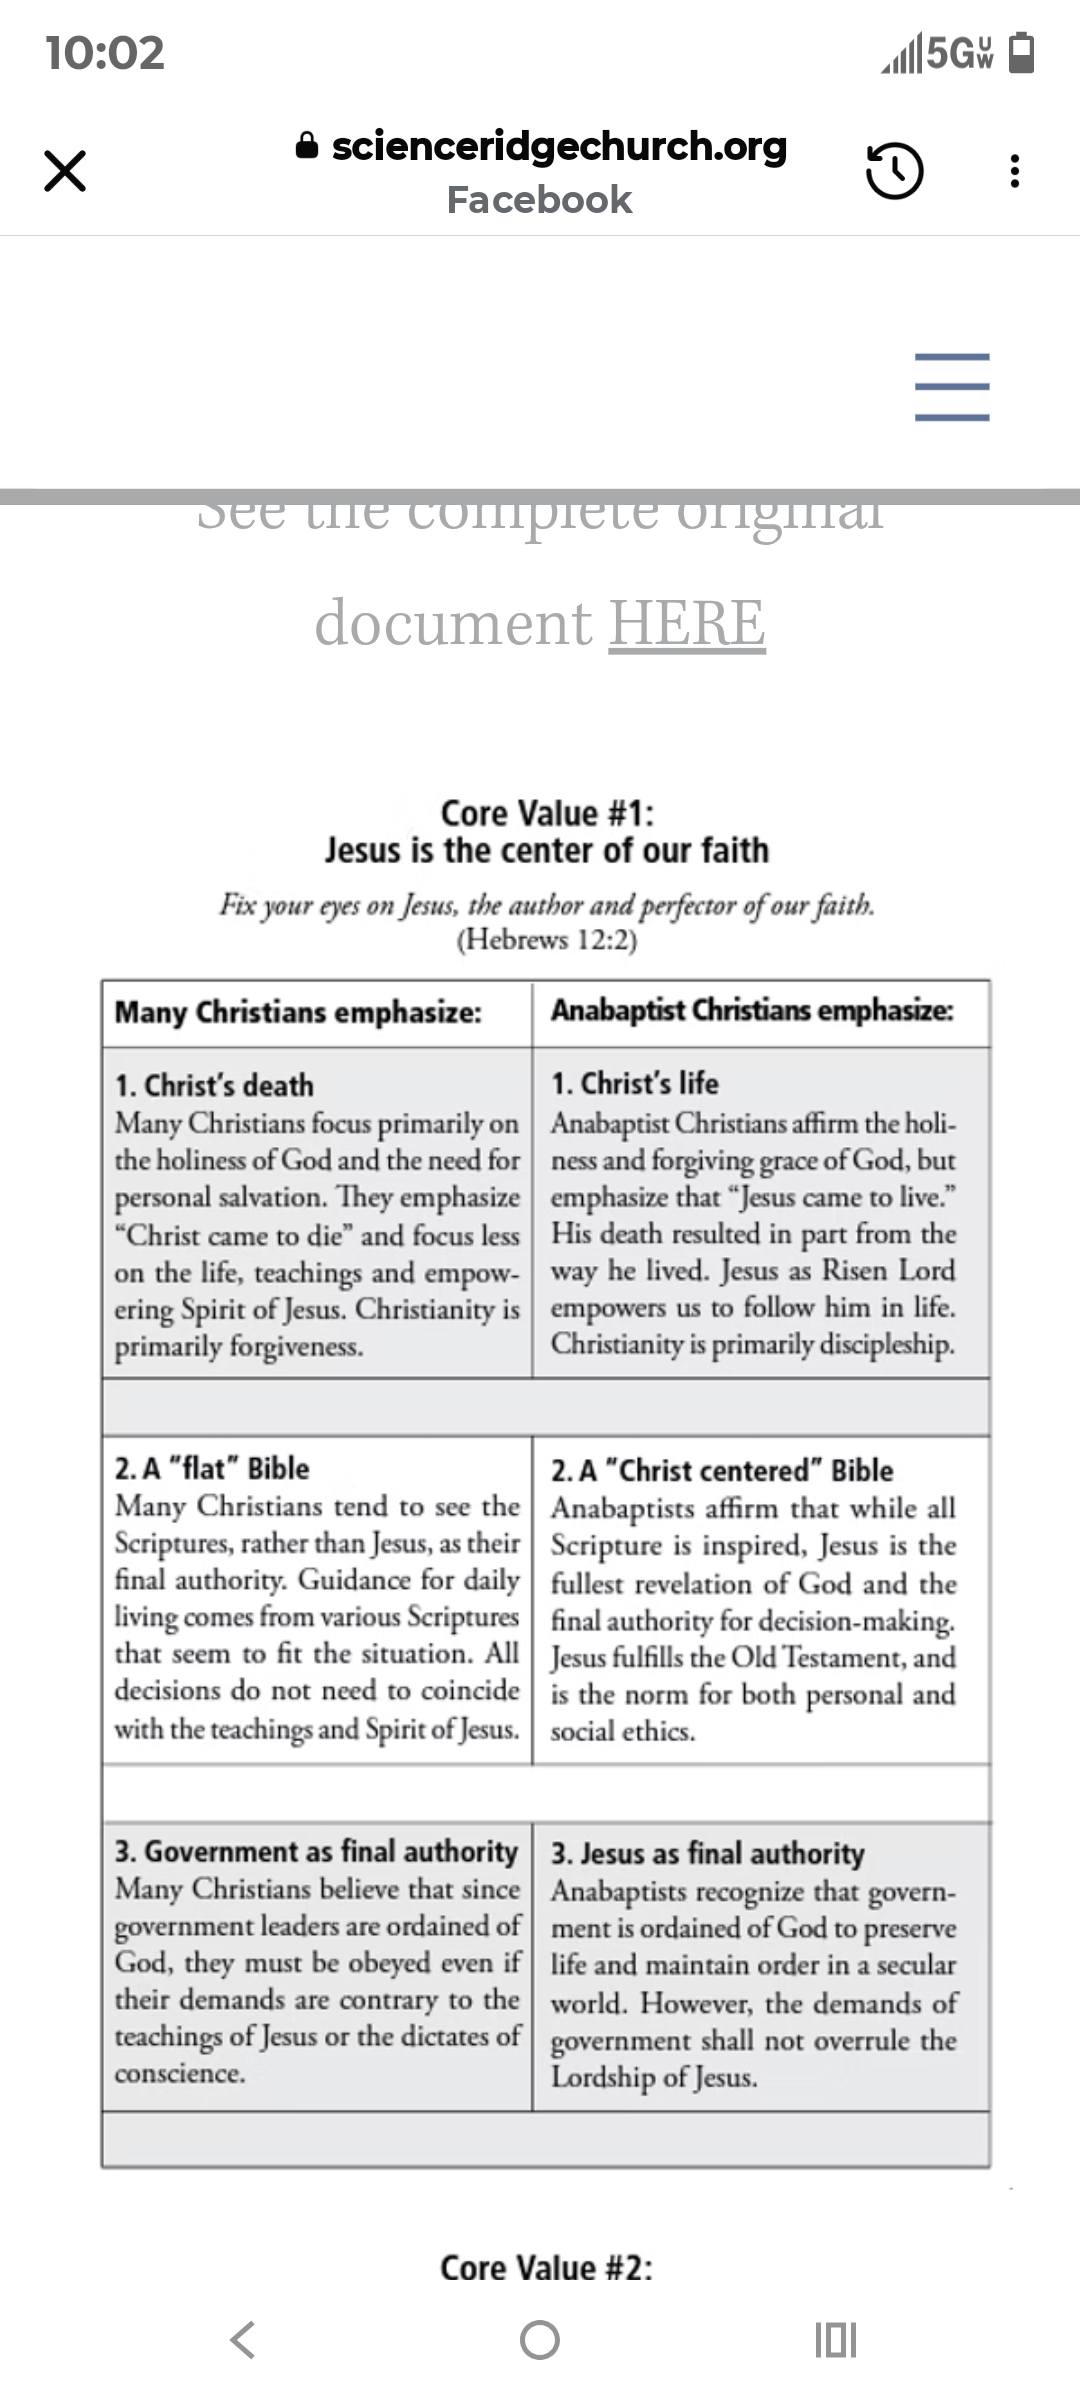 10:02
5G UW
scienceridgechurch.org
Facebook
See the complete original
document HERE
Core Value #1:
Jesus is the center of our faith
Fix your eyes on Jesus, the author and perfector of our faith.
(Hebrews 12:2)
Many Christians emphasize:
1. Christ's death
Many Christians focus primarily on
the holiness of God and the need for
personal salvation. They emphasize
“Christ came to die” and focus less
on the life, teachings and empow-
ering Spirit of Jesus. Christianity is
primarily forgiveness.
Anabaptist Christians emphasize:
1. Christ's life
Anabaptist Christians affirm the holi-
ness and forgiving grace of God, but
emphasize that “Jesus came to live.”
His death resulted in part from the
way he lived. Jesus as Risen Lord
empowers us to follow him in life.
Christianity is primarily discipleship.
2. A “flat” Bible
Many Christians tend to see the
Scriptures, rather than Jesus, as their
final authority. Guidance for daily
living comes from various Scriptures
that seem to fit the situation. All
decisions do not need to coincide
with the teachings and Spirit of Jesus.
2. A “Christ centered” Bible
Anabaptists affirm that while all
Scripture is inspired, Jesus is the
fullest revelation of God and the
final authority for decision-making.
Jesus fulfills the Old Testament, and
is the norm for both personal and
social ethics.
3. Government as final authority
Many Christians believe that since
government leaders are ordained of
God, they must be obeyed even if
their demands are contrary to the
teachings of Jesus or the dictates of
conscience.
3. Jesus as final authority
Anabaptists recognize that govern-
ment is ordained of God to preserve
life and maintain order in a secular
world. However, the demands of
government shall not overrule the
Lordship of Jesus.
Core Value #2: